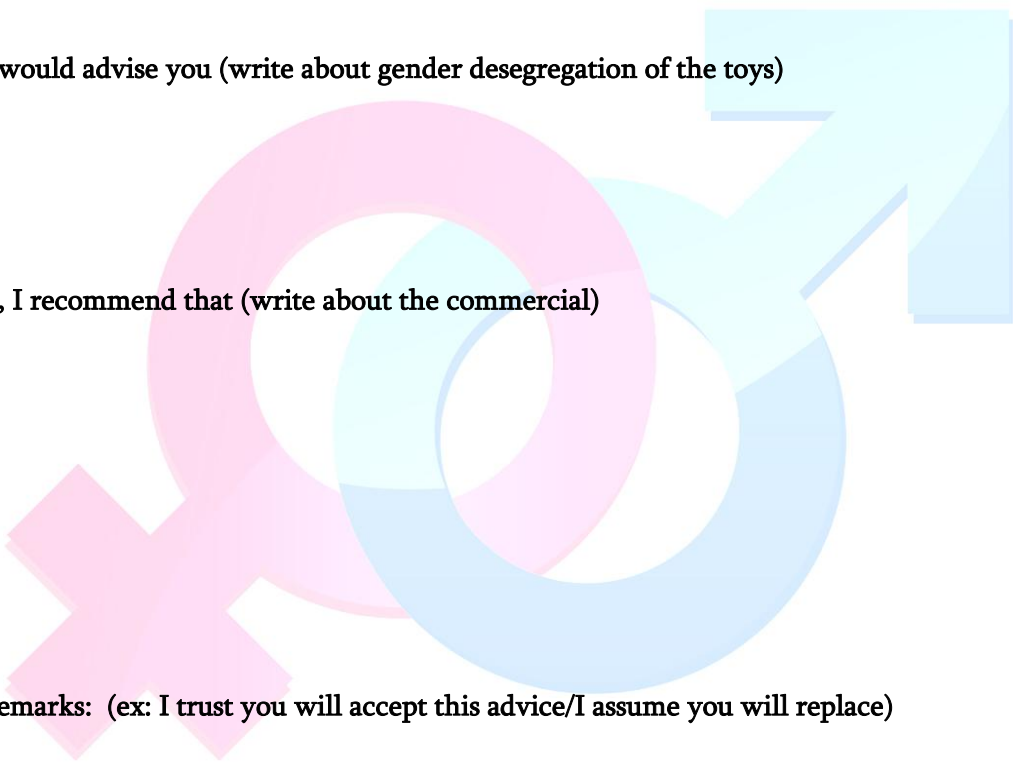 would advise you (write about gender desegregation of the toys)
, I recommend that (write about the commercial)
emarks: (ex: I trust you will accept this advice/I assume you will replace)